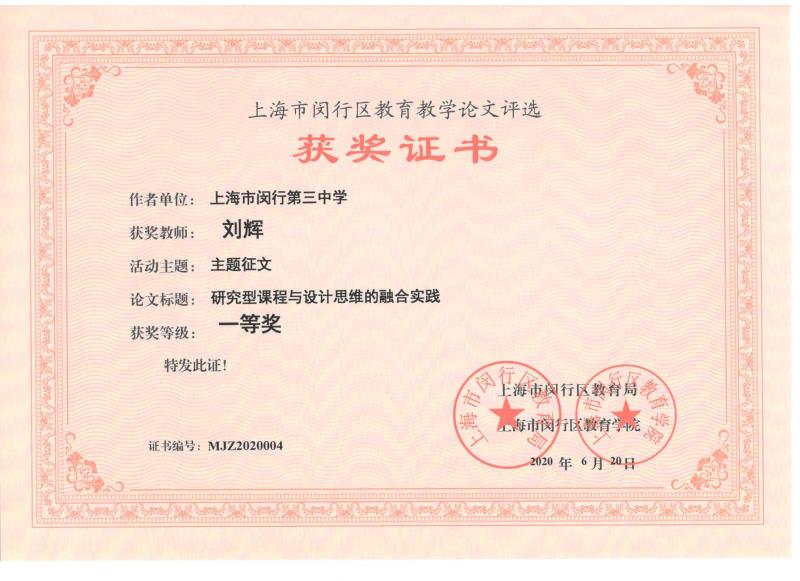 上海市闵行区教育教学论文评选
获奖证书
作者单位：上海市闵行第三中学
获奖教师：刘辉
活动主题：主题征文
论文标题：研究型课程与设计思维的融合实践
获奖等级：一等奖
特发此证！
上海市闵行区教育局
上海市闵行区教育学院
证书编号：MJZ2020004
2020 年 6 月 20日
上海市闵行区教育局
上海市闵行区教育学院